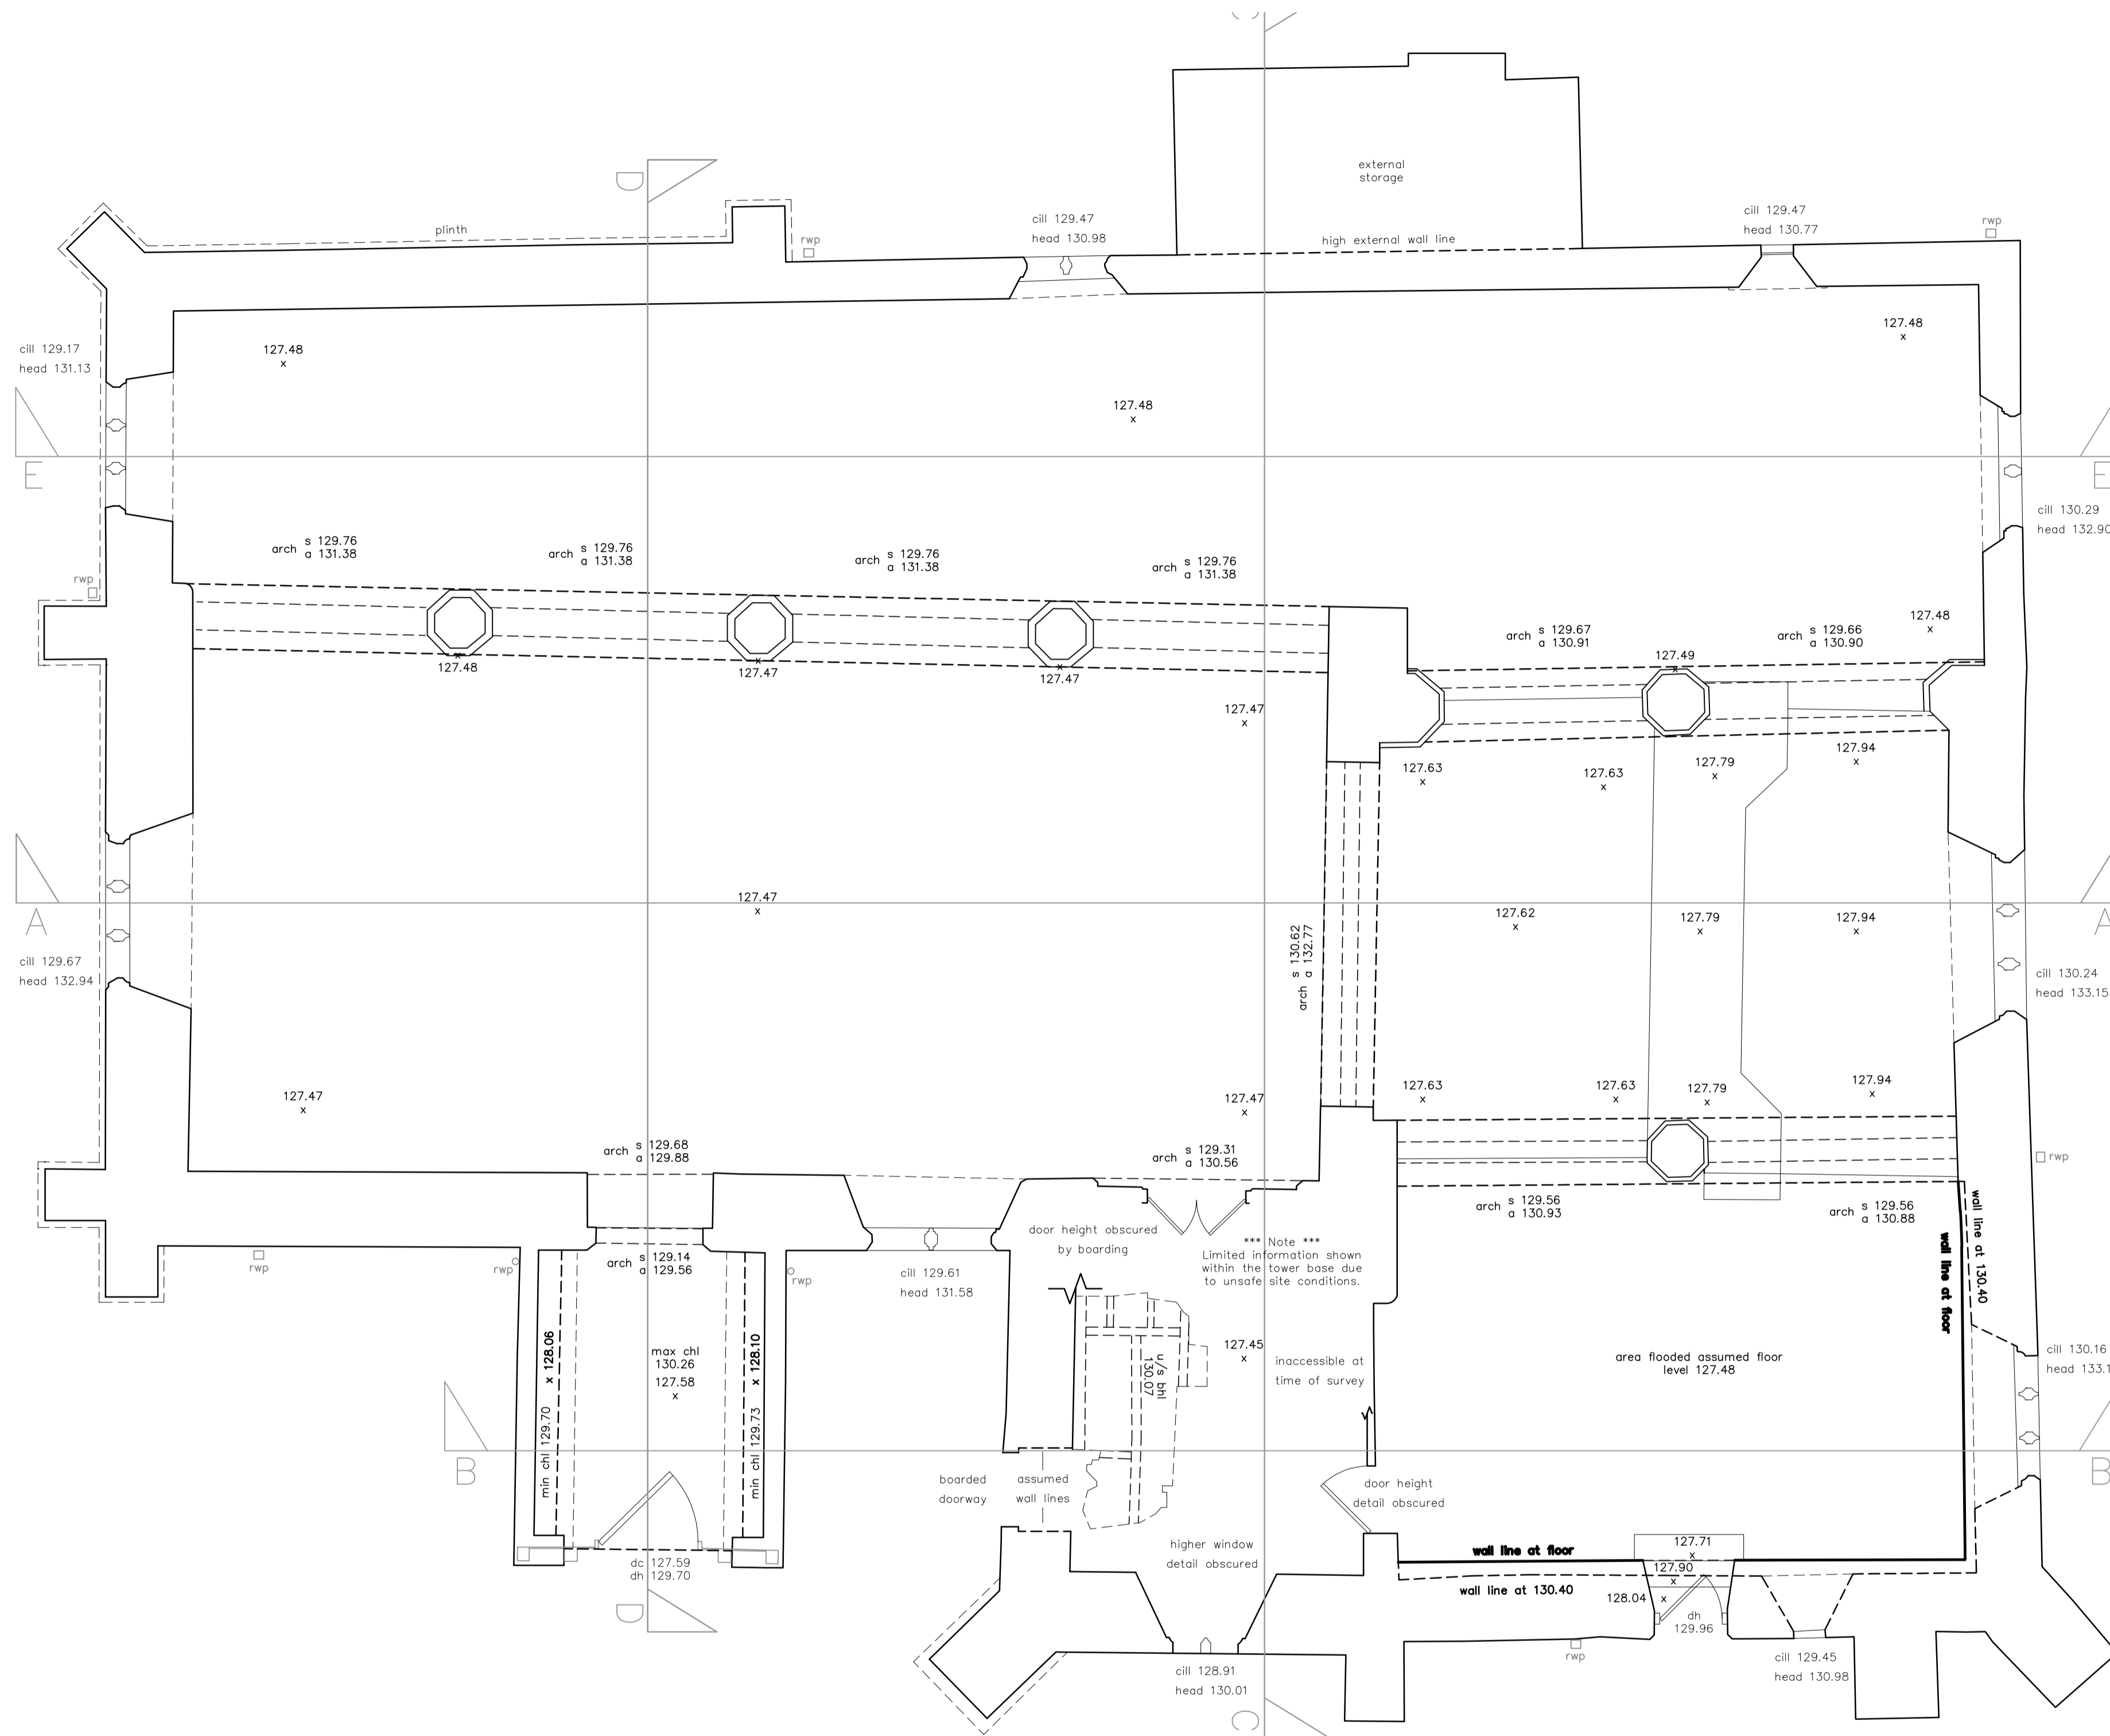 C
external
storage
D
plinth
rwp
cill 129.47
head 130.98
high external wall line
cill 129.47
head 130.77
rwp
cill 129.17
head 131.13
127.48
x
127.48
x
127.48
x
E
E
cill 130.29
head 132.90
arch s 129.76
a 131.38
arch s 129.76
a 131.38
arch s 129.76
a 131.38
arch s 129.76
a 131.38
rwp
x
127.48
x
127.47
x
127.47
arch s 129.67
a 130.91
arch s 129.66
a 130.90
127.48
x
127.49
x
127.47
x
127.63
x
127.63
x
127.79
x
127.94
x
127.47
x
127.62
x
127.79
x
127.94
x
A
A
cill 129.67
head 132.94
arch s 130.62
a 132.77
cill 130.24
head 133.15
127.47
x
127.47
x
127.63
x
127.63
x
127.79
x
127.94
x
arch s 129.68
a 129.88
arch s 129.31
a 130.56
rwp
arch s 129.56
a 130.93
arch s 129.56
a 130.88
wall line at 130.40
wall line at floor
door height obscured
by boarding
*** Note ***
Limited information shown
within the tower base due
to unsafe site conditions.
rwp
rwp
arch s 129.14
a 129.56
rwp
cill 129.61
head 131.58
x 128.06
min chl 129.70
max chl
130.26
127.58
x
x 128.10
min chl 129.73
u/s bhl
130.07
127.45
x
inaccessible at
time of survey
area flooded assumed floor
level 127.48
cill 130.16
head 133.1
B
B
boarded
doorway
assumed
wall lines
door height
detail obscured
higher window
detail obscured
dc 127.59
dh 129.70
D
wall line at floor
wall line at 130.40
127.71
x
127.90
x
128.04 x
dh
129.96
rwp
cill 128.91
head 130.01
cill 129.45
head 130.98
C